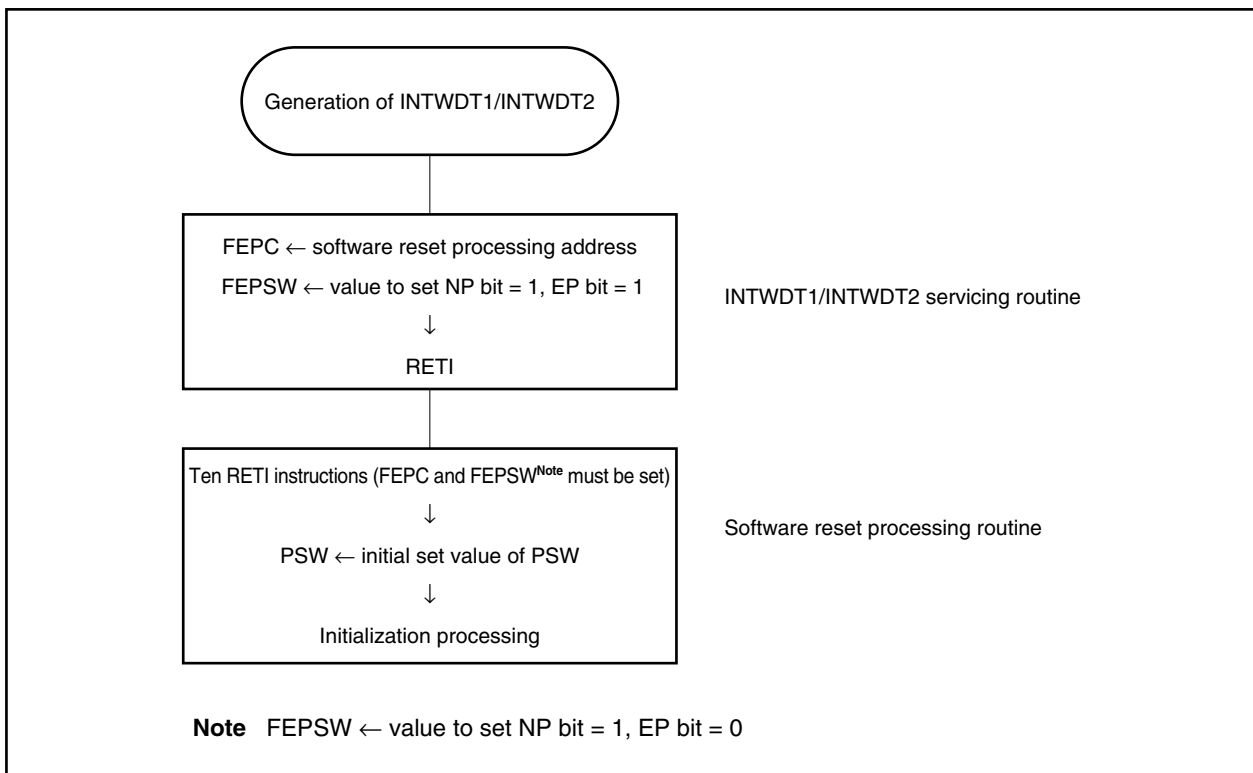 Generation of INTWDT1/INTWDT2
FEPC ← software reset processing address
FEPSW ← value to set NP bit = 1, EP bit = 1
↓
RETI
INTWDT1/INTWDT2 servicing routine
Ten RETI instructions (FEPC and FEPSWNote must be set)
↓
PSW ← initial set value of PSW
↓
Initialization processing
Software reset processing routine
Note FEPSW ← value to set NP bit = 1, EP bit = 0